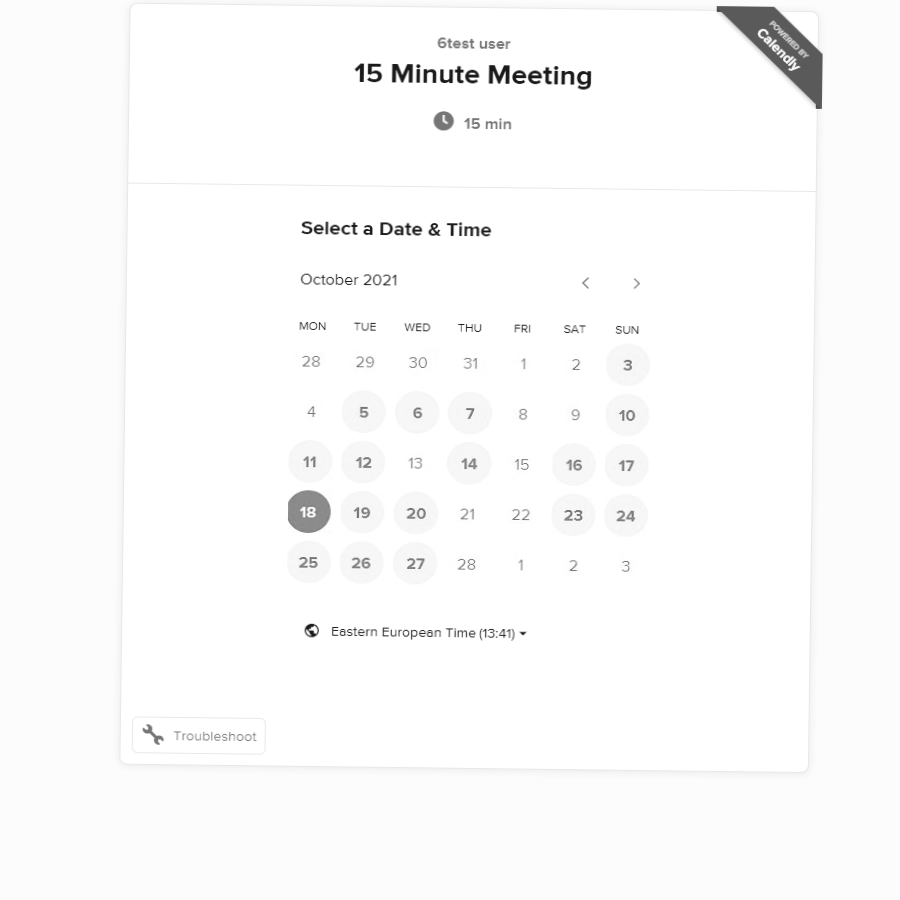 6test user
POWERED BY
Calendly
15 Minute Meeting
15 min
Select a Date & Time
October 2021
MON TUE WED THU FRI SAT SUN
28 29 30 31 1 2 3
4 5 6 7 8 9 10
11 12 13 14 15 16 17
18 19 20 21 22 23 24
25 26 27 28 1 2 3
Eastern European Time (13:41)
Troubleshoot